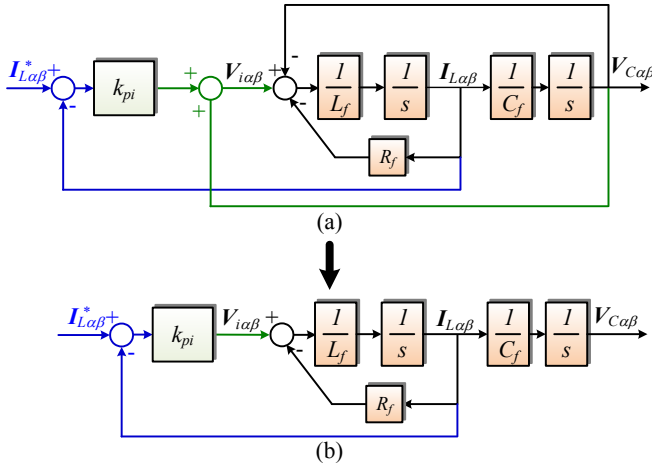 I*Lαβ + - kpi + + Viαβ + - - 1/Lf 1/s ILαβ 1/Cf 1/s VCαβ
Rf
(a)
I*Lαβ + - kpi Viαβ + - 1/Lf 1/s ILαβ 1/Cf 1/s VCαβ
Rf
(b)